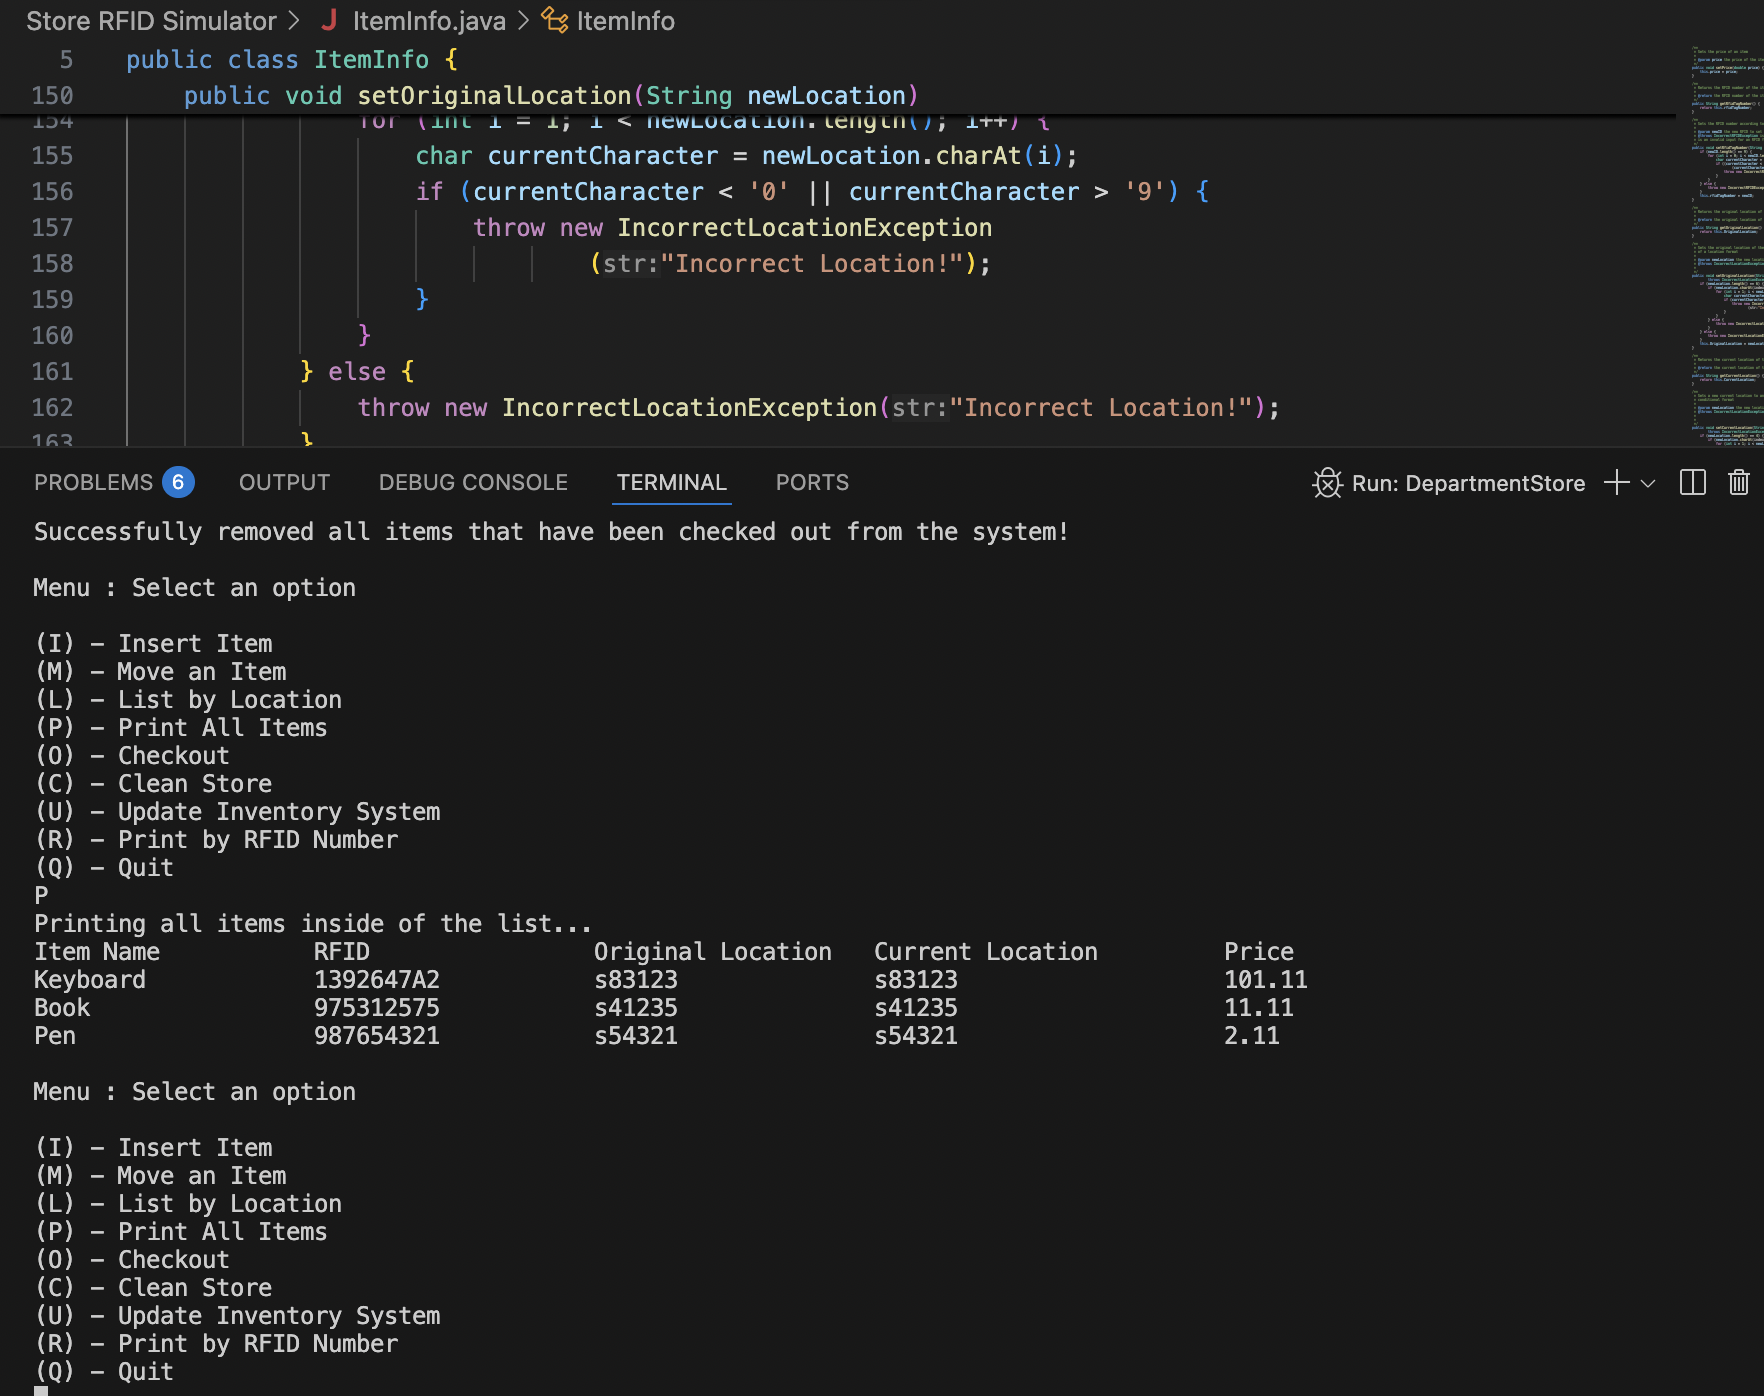 Store RFID Simulator > J ItemInfo.java > ItemInfo
5 public class ItemInfo {
150 public void setOriginalLocation(String newLocation)
154 for (int i = 1; i < newLocation.length(); i++) {
155 char currentCharacter = newLocation.charAt(i);
156 if (currentCharacter < '0' || currentCharacter > '9') {
157 throw new IncorrectLocationException
158 (str:"Incorrect Location!");
159 }
160 }
161 } else {
162 throw new IncorrectLocationException(str:"Incorrect Location!");
163 }
PROBLEMS 6 OUTPUT DEBUG CONSOLE TERMINAL PORTS Run: DepartmentStore
Successfully removed all items that have been checked out from the system!
Menu : Select an option
(I) – Insert Item
(M) – Move an Item
(L) – List by Location
(P) – Print All Items
(O) – Checkout
(C) – Clean Store
(U) – Update Inventory System
(R) – Print by RFID Number
(Q) – Quit
P
Printing all items inside of the list...
Item Name RFID Original Location Current Location Price
Keyboard 1392647A2 s83123 s83123 101.11
Book 975312575 s41235 s41235 11.11
Pen 987654321 s54321 s54321 2.11
Menu : Select an option
(I) – Insert Item
(M) – Move an Item
(L) – List by Location
(P) – Print All Items
(O) – Checkout
(C) – Clean Store
(U) – Update Inventory System
(R) – Print by RFID Number
(Q) – Quit